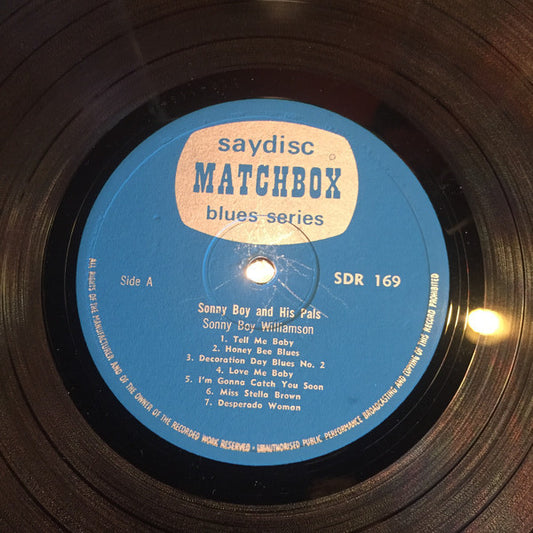 saydisc
MATCHBOX
blues series
Side A
SDR 169
Sonny Boy and His Pals
Sonny Boy Williamson
1. Tell Me Baby
2. Honey Bee Blues
3. Decoration Day Blues No. 2
4. Love Me Baby
5. I'm Gonna Catch You Soon
6. Miss Stella Brown
7. Desperado Woman
ALL RIGHTS OF THE MANUFACTURER AND OF THE OWNER OF THE RECORDED WORK RESERVED - UNAUTHORISED PUBLIC PERFORMANCE BROADCASTING AND COPYING OF THIS RECORD PROHIBITED